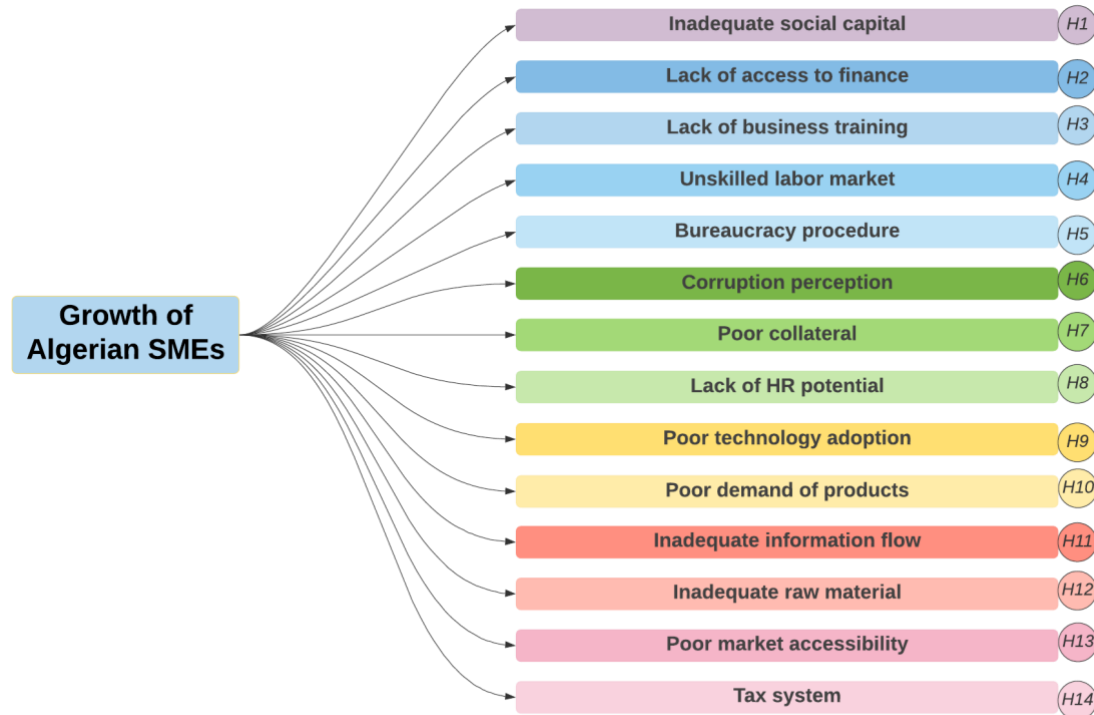 Inadequate social capital H1
Lack of access to finance H2
Lack of business training H3
Unskilled labor market H4
Bureaucracy procedure H5
Corruption perception H6
Growth of
Algerian SMEs
Poor collateral H7
Lack of HR potential H8
Poor technology adoption H9
Poor demand of products H10
Inadequate information flow H11
Inadequate raw material H12
Poor market accessibility H13
Tax system H14